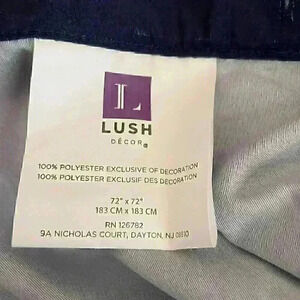 L
LUSH
DÉCOR®
100% POLYESTER EXCLUSIVE OF DECORATION
100% POLYESTER EXCLUSIF DES DÉCORATION
72" x 72"
183 CM x 183 CM
RN 126782
9A NICHOLAS COURT, DAYTON, NJ 08810